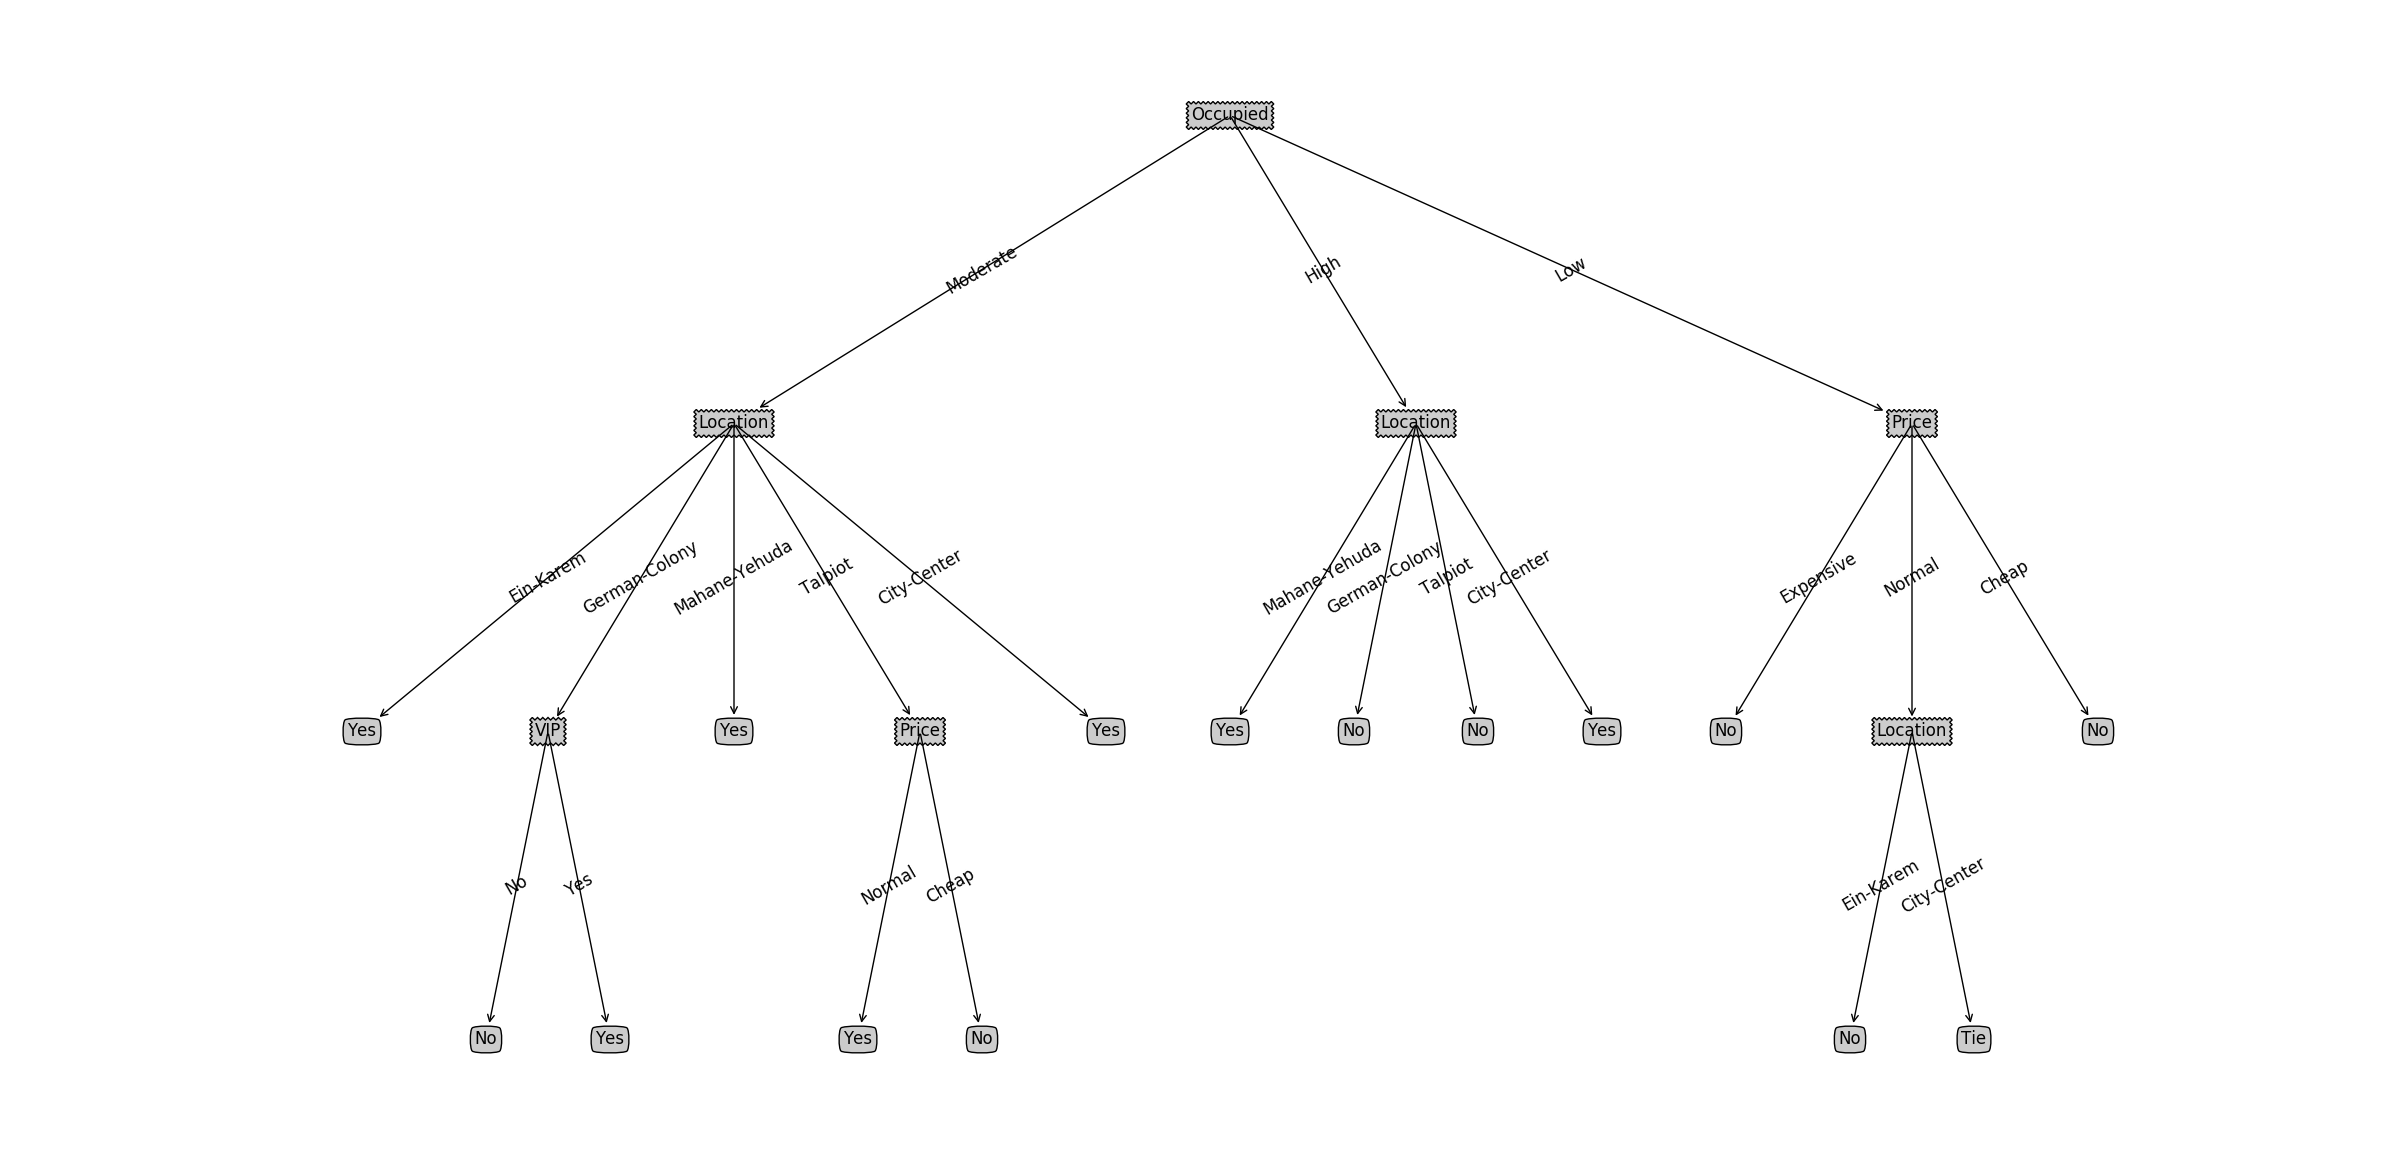 Occupied
Moderate
High
Low
Location
Location
Price
Ein-Karem
German-Colony
Mahane-Yehuda
Talpiot
City-Center
Mahane-Yehuda
German-Colony
Talpiot
City-Center
Expensive
Normal
Cheap
Yes
VIP
Yes
Price
Yes
Yes
No
No
Yes
No
Location
No
No
Yes
Normal
Cheap
Ein-Karem
City-Center
No
Yes
Yes
No
No
Tie